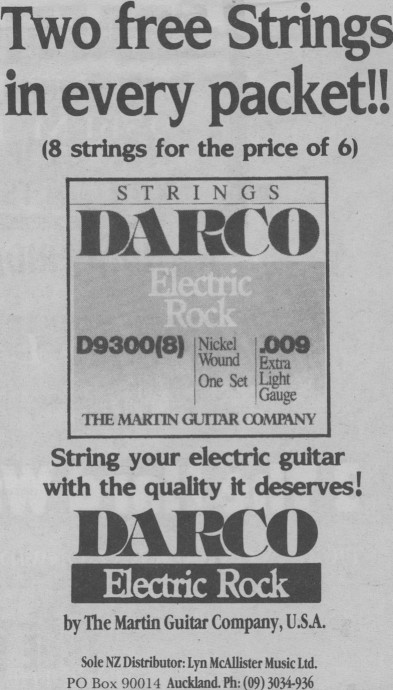 Two free Strings
in every packet!!
(8 strings for the price of 6)
STRINGS
DARCO
Electric
Rock
D9300(8)
Nickel
Wound
One Set
.009
Extra
Light
Gauge
THE MARTIN GUITAR COMPANY
String your electric guitar
with the quality it deserves!
DARCO
Electric Rock
by The Martin Guitar Company, U.S.A.
Sole NZ Distributor: Lyn McAllister Music Ltd.
PO Box 90014 Auckland. Ph: (09) 3034-936